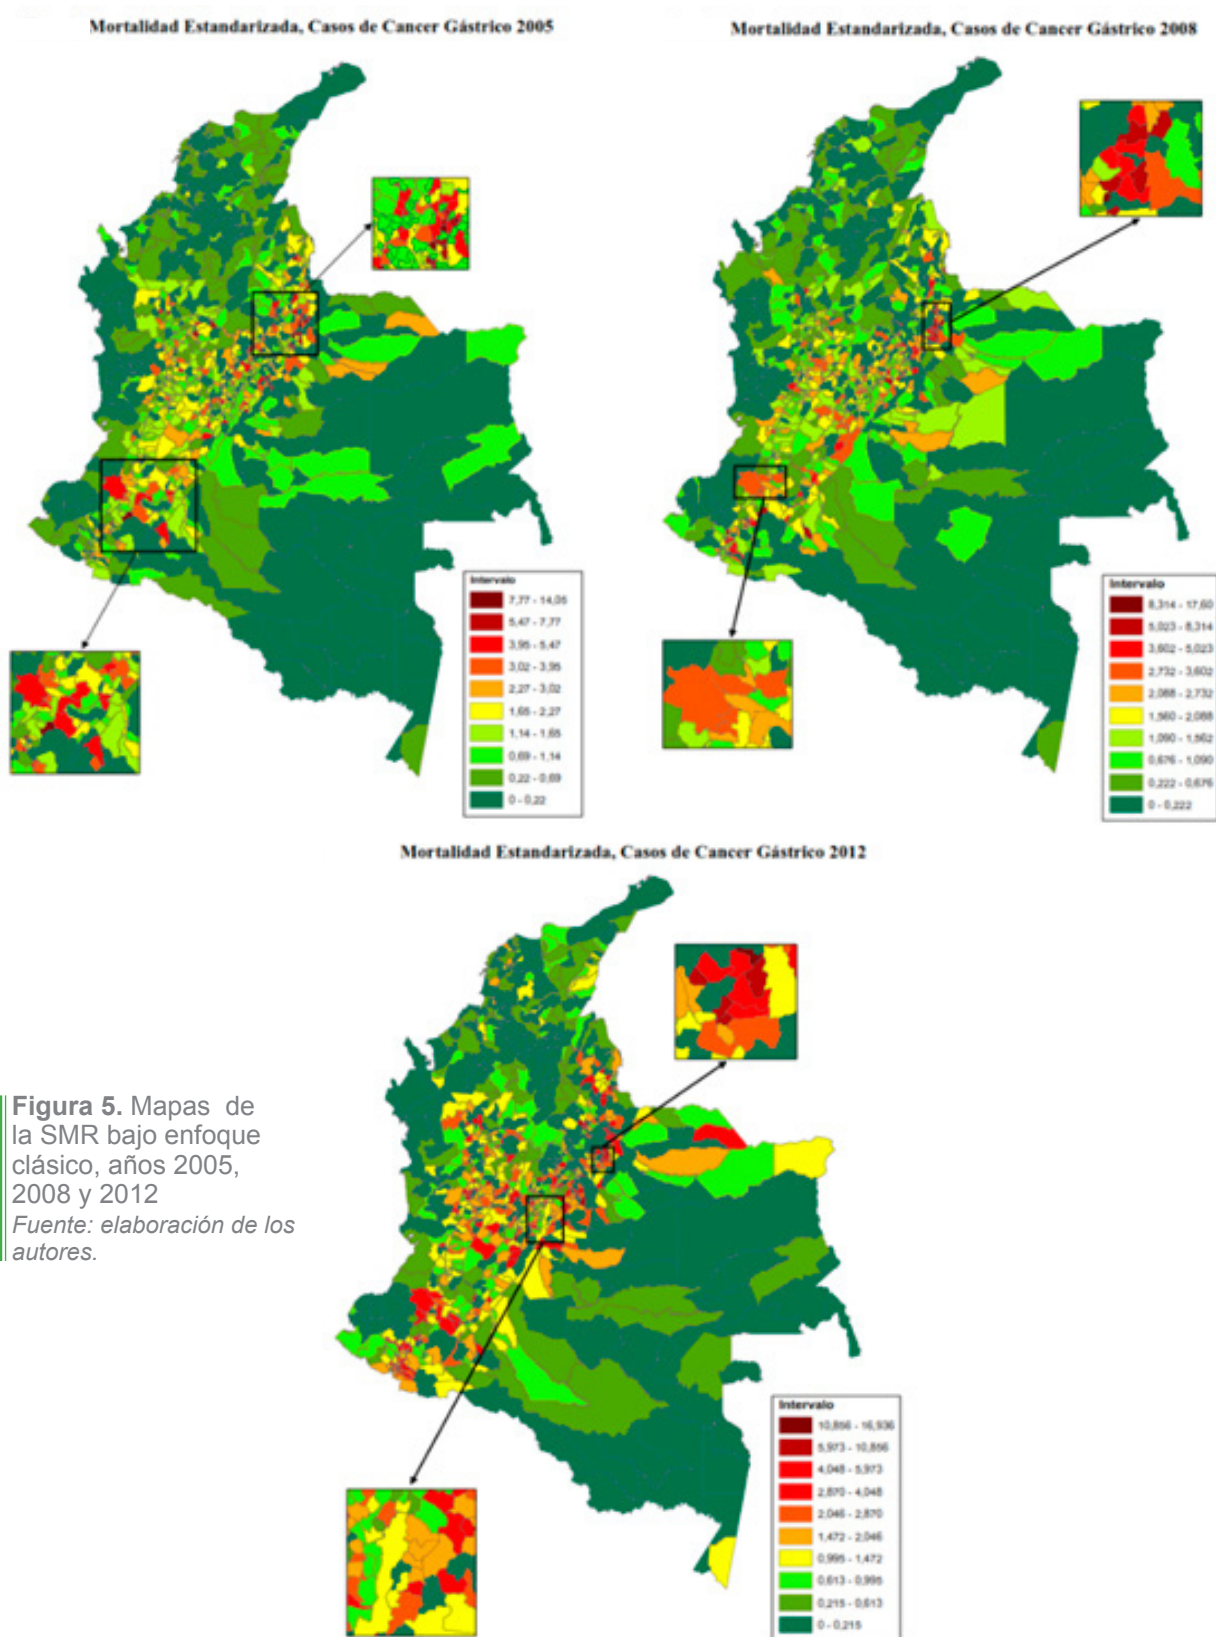 Mortalidad Estandarizada, Casos de Cancer Gástrico 2005
Intervalo
7,77 - 14,05
5,47 - 7,77
3,95 - 5,47
3,02 - 3,95
2,27 - 3,02
1,65 - 2,27
1,14 - 1,65
0,69 - 1,14
0,22 - 0,69
0 - 0,22
Mortalidad Estandarizada, Casos de Cancer Gástrico 2008
Intervalo
8,314 - 17,60
5,023 - 8,314
3,602 - 5,023
2,732 - 3,602
2,088 - 2,732
1,560 - 2,088
1,090 - 1,562
0,676 - 1,090
0,222 - 0,676
0 - 0,222
Mortalidad Estandarizada, Casos de Cancer Gástrico 2012
Intervalo
10,856 - 16,936
5,973 - 10,856
4,048 - 5,973
2,870 - 4,048
2,046 - 2,870
1,472 - 2,046
0,995 - 1,472
0,613 - 0,995
0,215 - 0,613
0 - 0,215
Figura 5. Mapas de
la SMR bajo enfoque
clásico, años 2005,
2008 y 2012
Fuente: elaboración de los
autores.